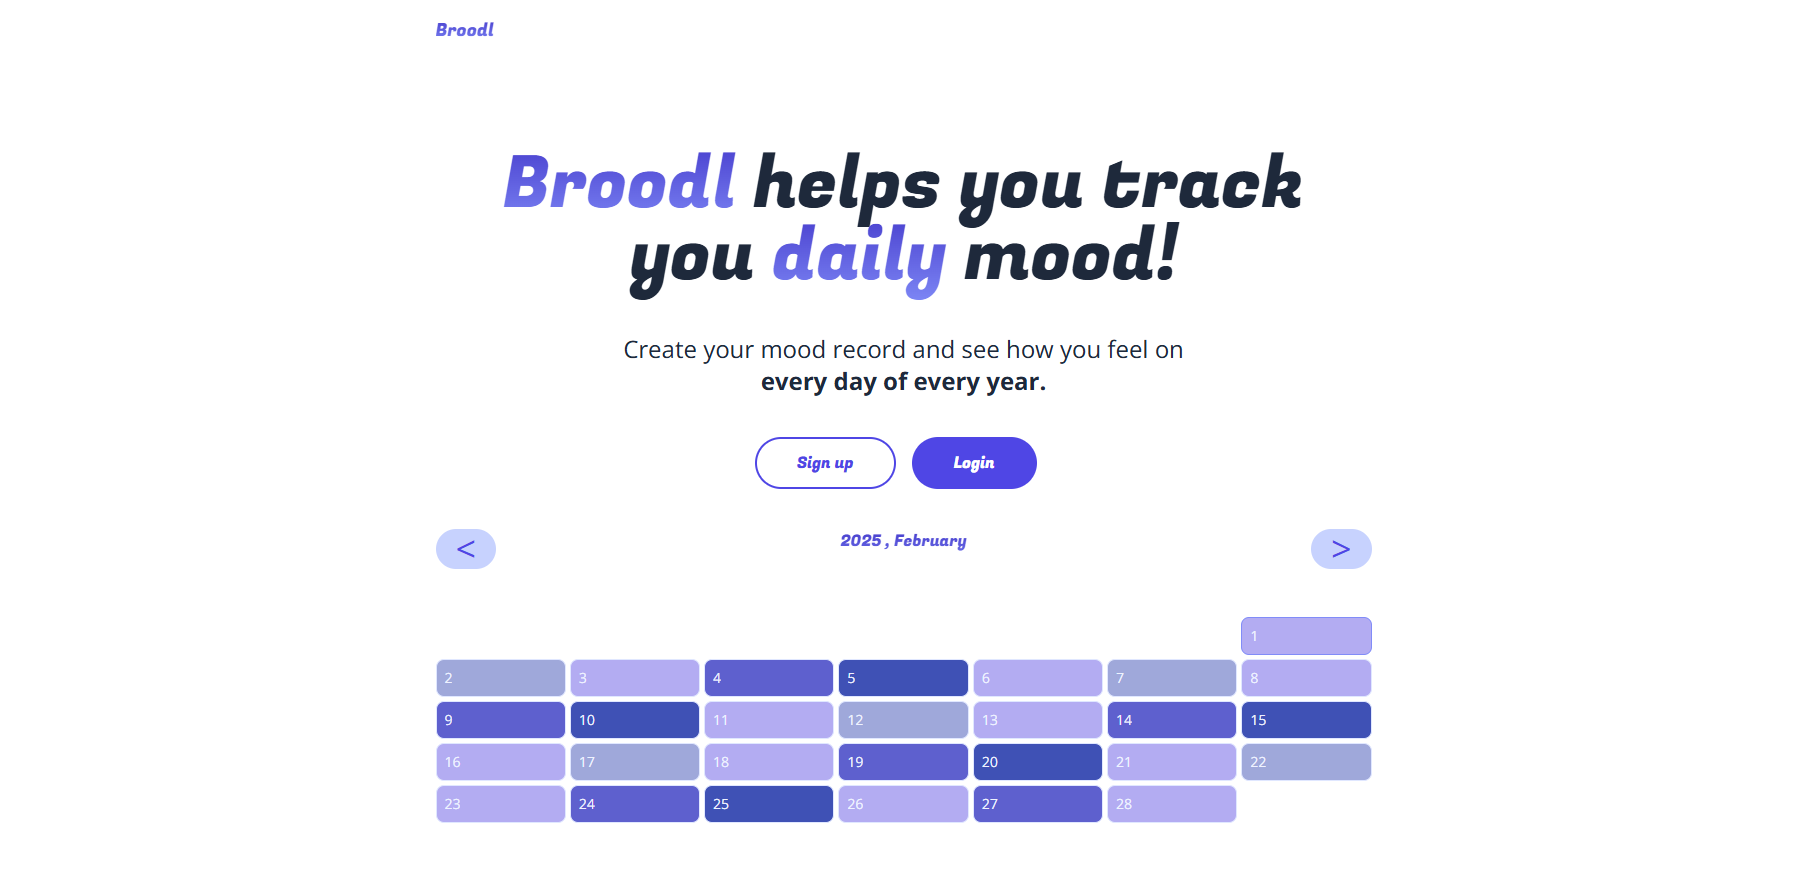 Broodl
Broodl helps you track
you daily mood!
Create your mood record and see how you feel on
every day of every year.
Sign up Login
< 2025 , February >
1
2 3 4 5 6 7 8
9 10 11 12 13 14 15
16 17 18 19 20 21 22
23 24 25 26 27 28